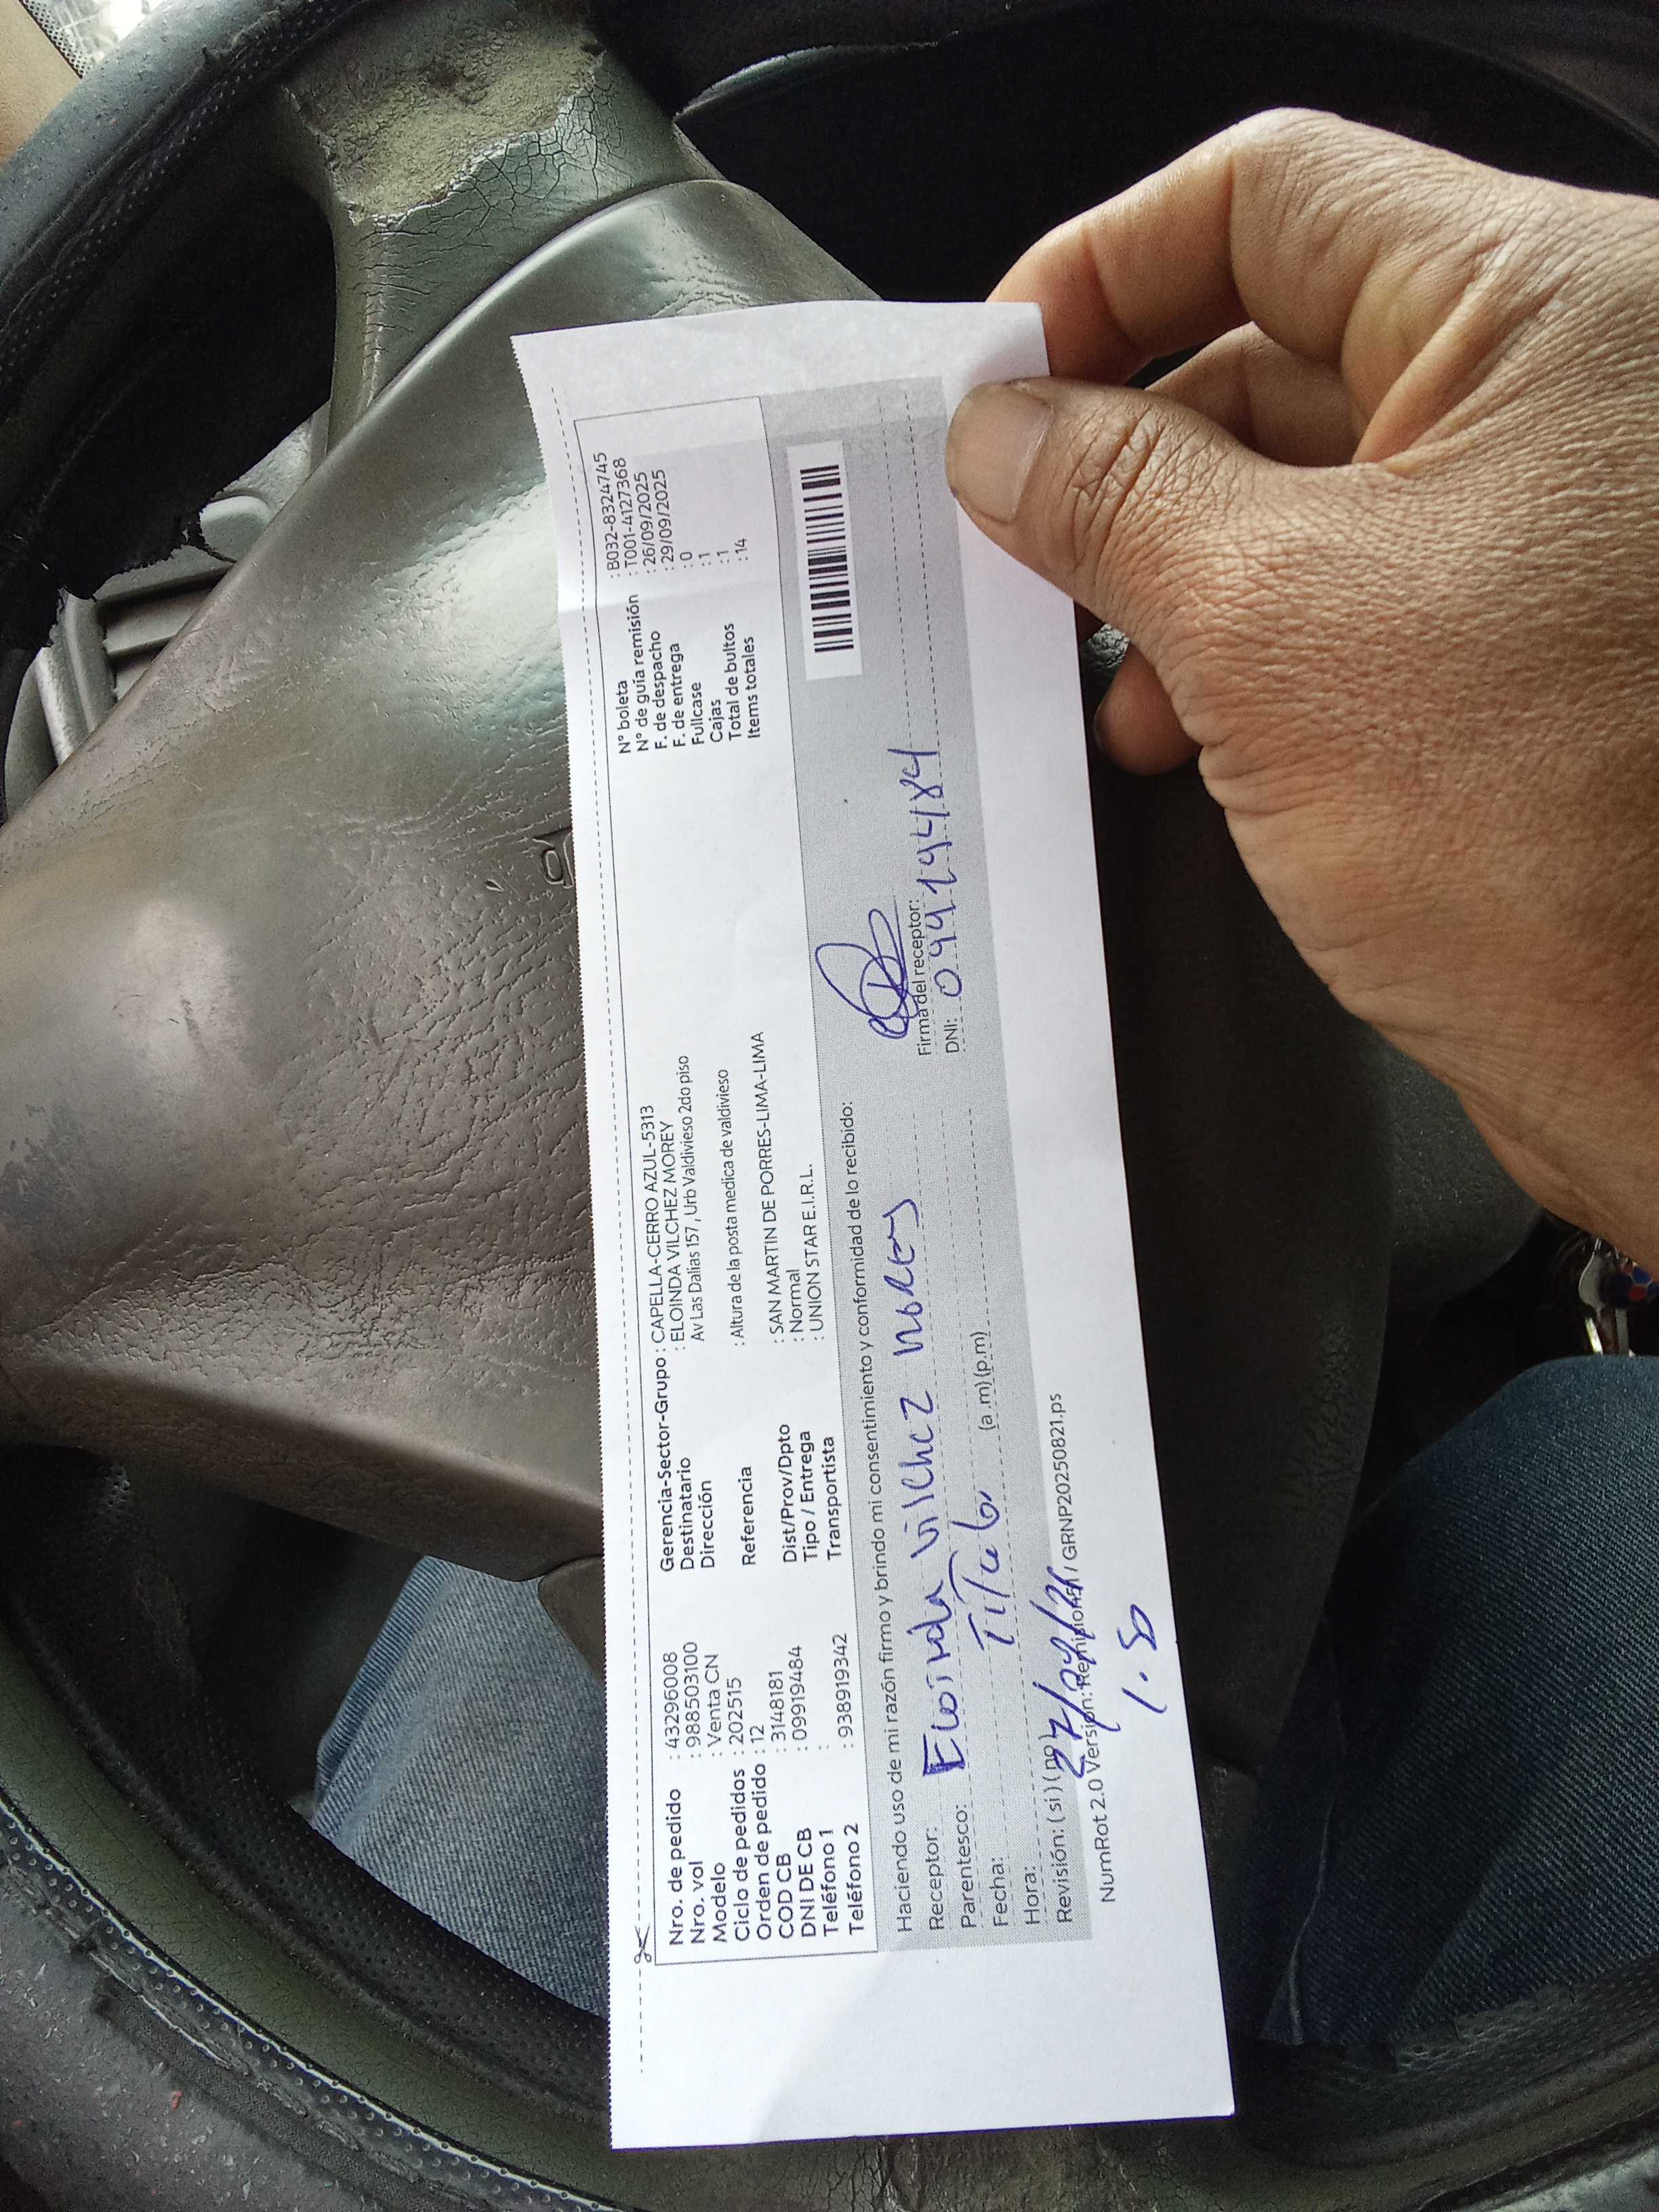 Nro. de pedido : 43296008
Nro. vol : 988503100
Modelo : Venta CN
Ciclo de pedidos : 202515
Orden de pedido : 12
COD CB : 3148181
DNI DE CB : 09919484
Teléfono 1 :
Teléfono 2 : 938919342
Gerencia-Sector-Grupo : CAPELLA-CERRO AZUL-5313
Destinatario : ELOINDA VILCHEZ MOREY
Dirección Av Las Dalias 157, Urb Valdivieso 2do piso
Referencia : Altura de la posta medica de valdivieso
Dist/Prov/Dpto : SAN MARTIN DE PORRES-LIMA-LIMA
Tipo / Entrega : Normal
Transportista : UNION STAR E.I.R.L.
N° boleta : B032-8324745
N° de guía remisión : T001-4127368
F. de despacho : 26/09/2025
F. de entrega : 29/09/2025
Fullcase : 0
Cajas : 1
Total de bultos : 1
Items totales : 14
Haciendo uso de mi razón firmo y brindo mi consentimiento y conformidad de lo recibido:
Receptor: Eloinda Vilchez Morey
Parentesco: Titular
Fecha:
Hora: (a.m) (p.m)
Revisión: (si) (no)
Firma del receptor:
DNI:
NumRot 2.0 Versión: Remision / GRNP20250821.ps